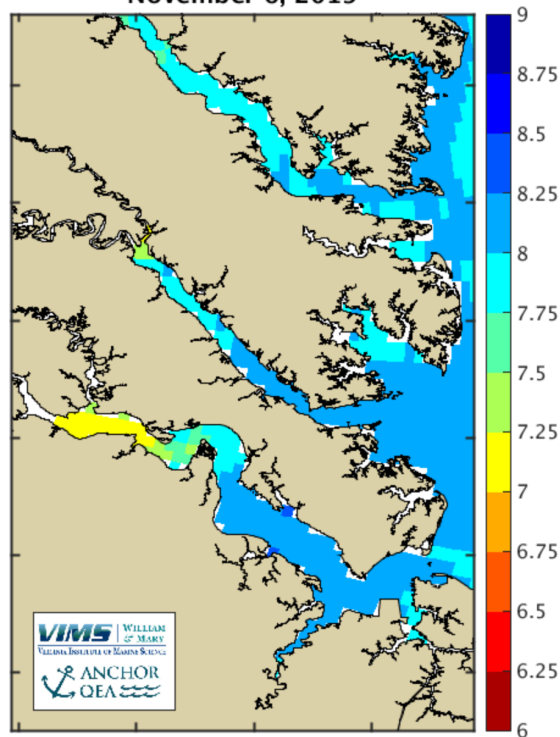 November 6, 2019
9
8.75
8.5
8.25
8
7.75
7.5
7.25
7
6.75
6.5
6.25
6
VIMS | WILLIAM & MARY
VIRGINIA INSTITUTE OF MARINE SCIENCE
ANCHOR
QEA